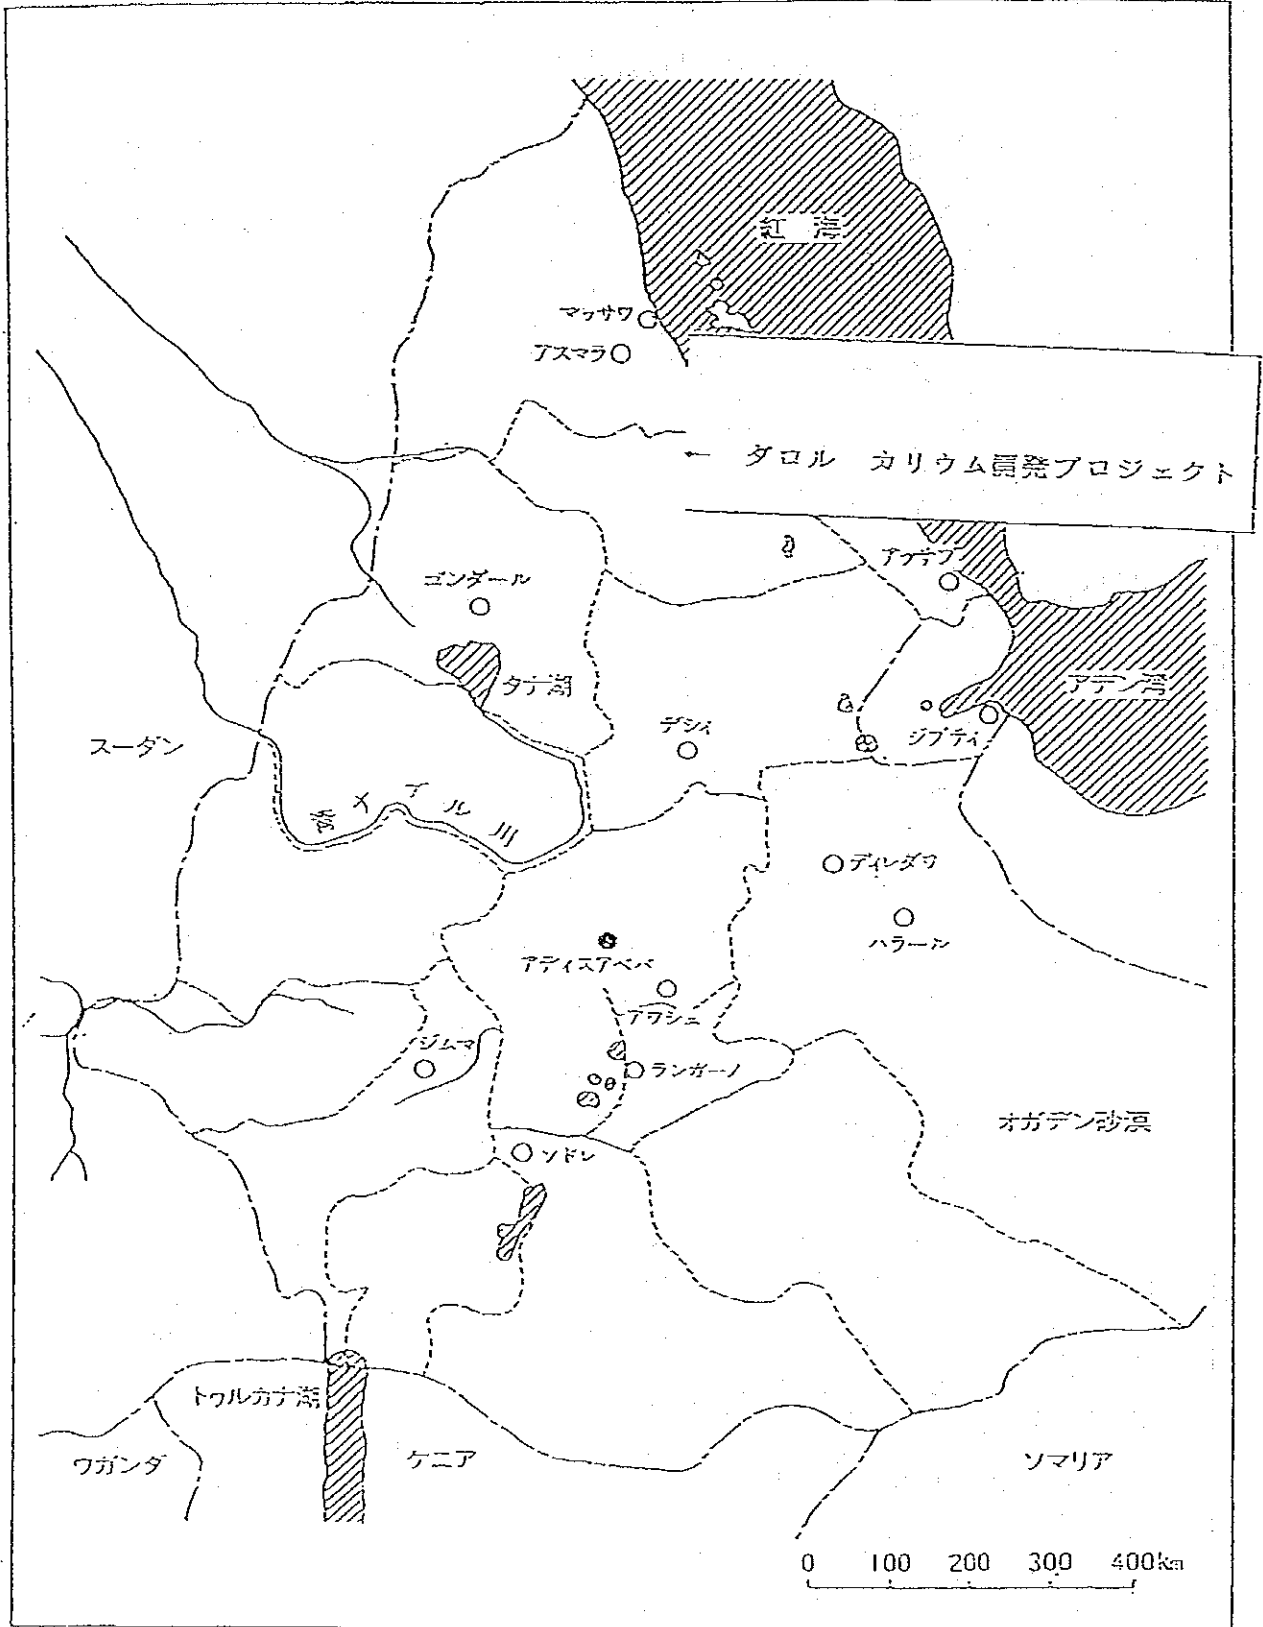 紅 海
マッサワ
アスマラ
← ダロル カリウム開発プロジェクト
アッサブ
ゴンダール
タナ湖
アデン湾
デシィ
ジブティ
スーダン
ナイル川
ディレダワ
ハラール
アディスアベバ
アワシュ
ジムマ
ランガーノ
オガデン砂漠
ソドレ
トゥルカナ湖
ウガンダ
ケニア
ソマリア
0 100 200 300 400km